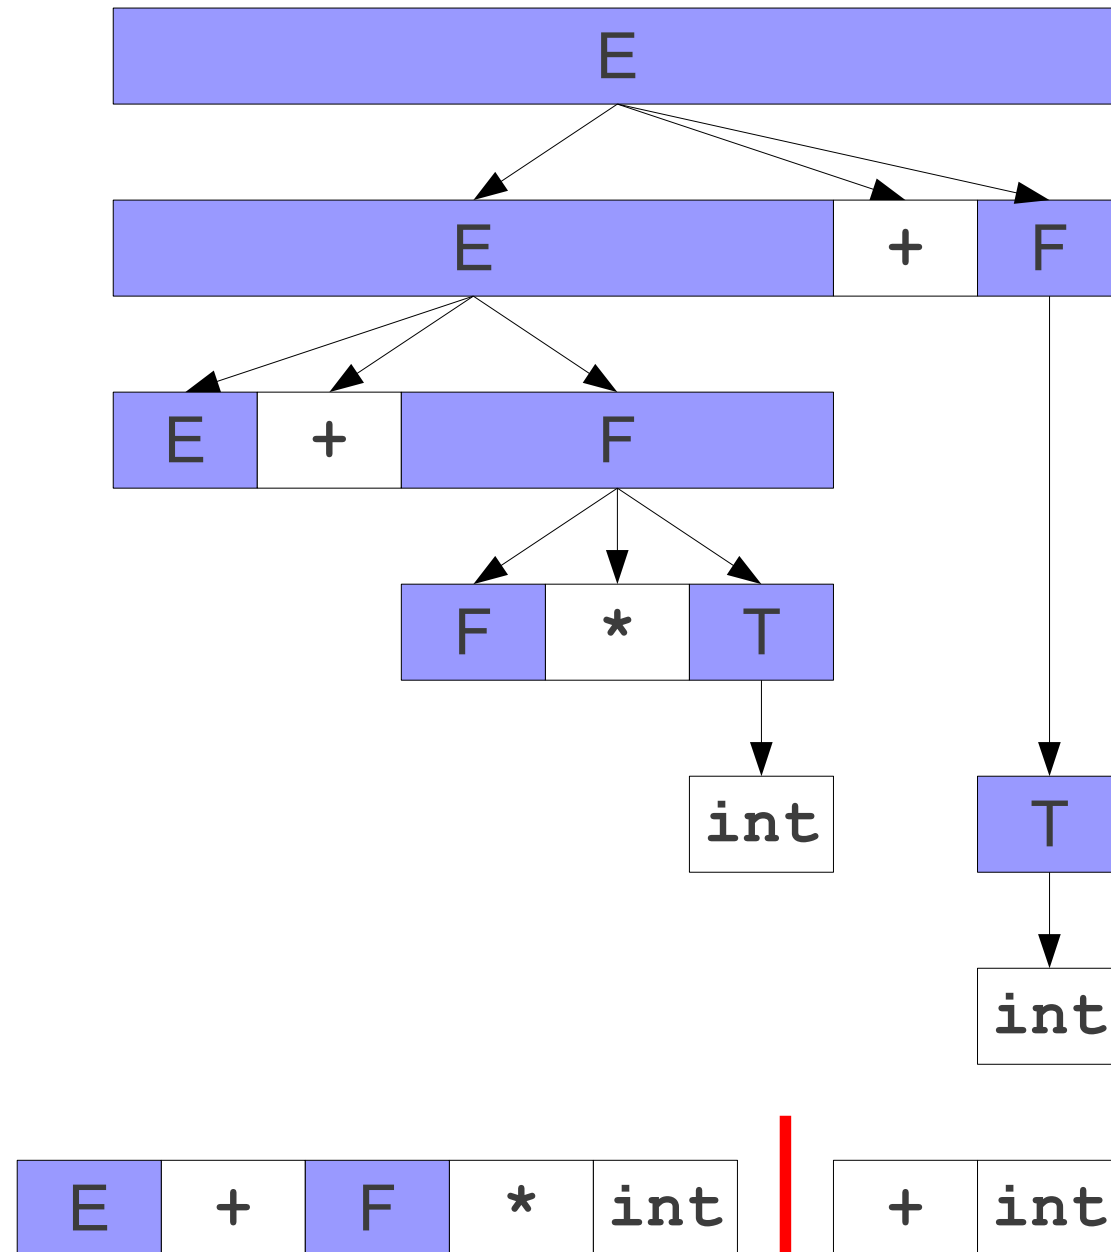 E
E + F
E + F
F * T
int T
int
E + F * int + int